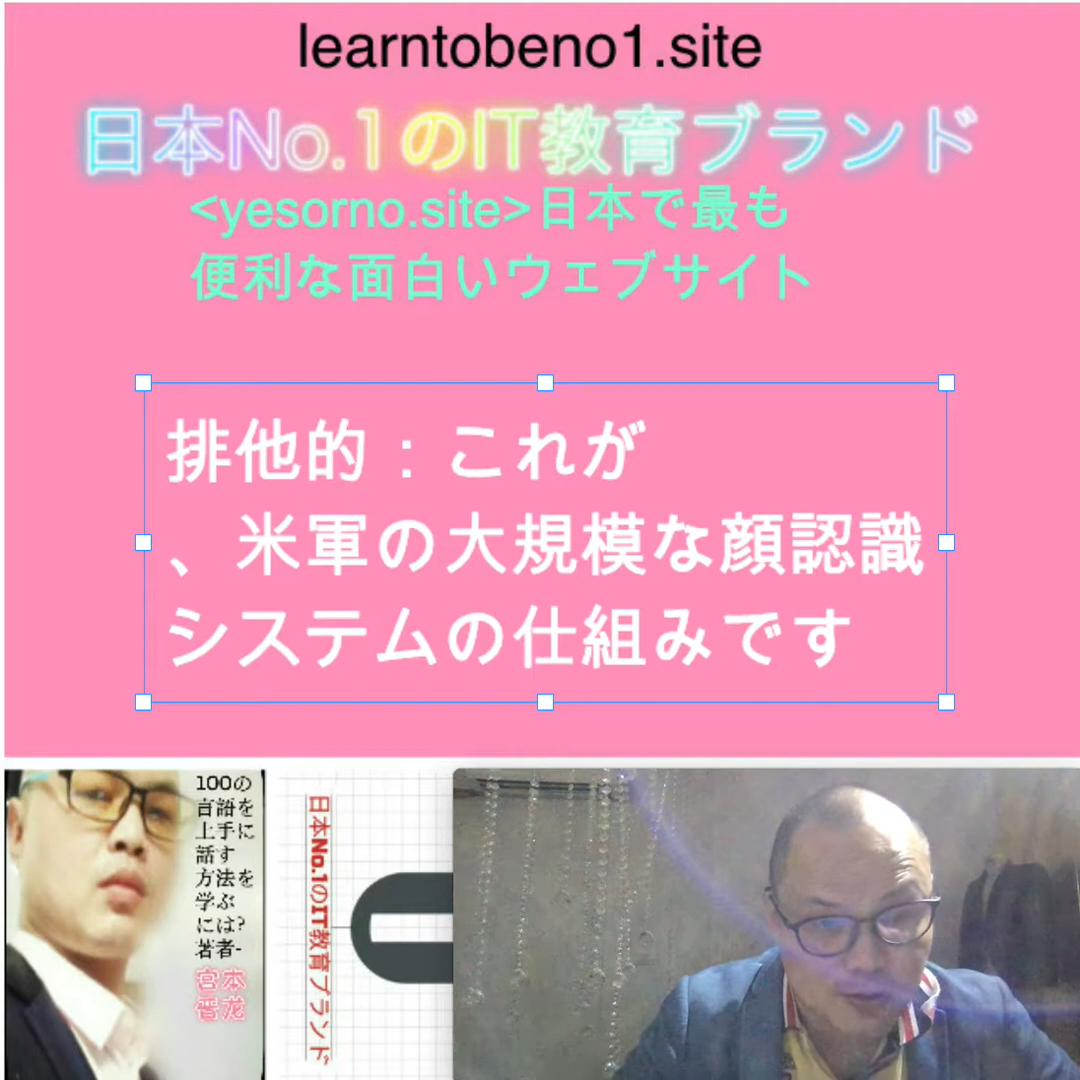 learntobeno1.site
日本No.1のIT教育ブランド
<yesorno.site>日本で最も
便利な面白いウェブサイト
排他的：これが
、米軍の大規模な顔認識
システムの仕組みです
100の
言語を
上手に
話す
方法を
学ぶ
には?
著者-
宮本
晋龙
日本No.1のIT教育ブランド